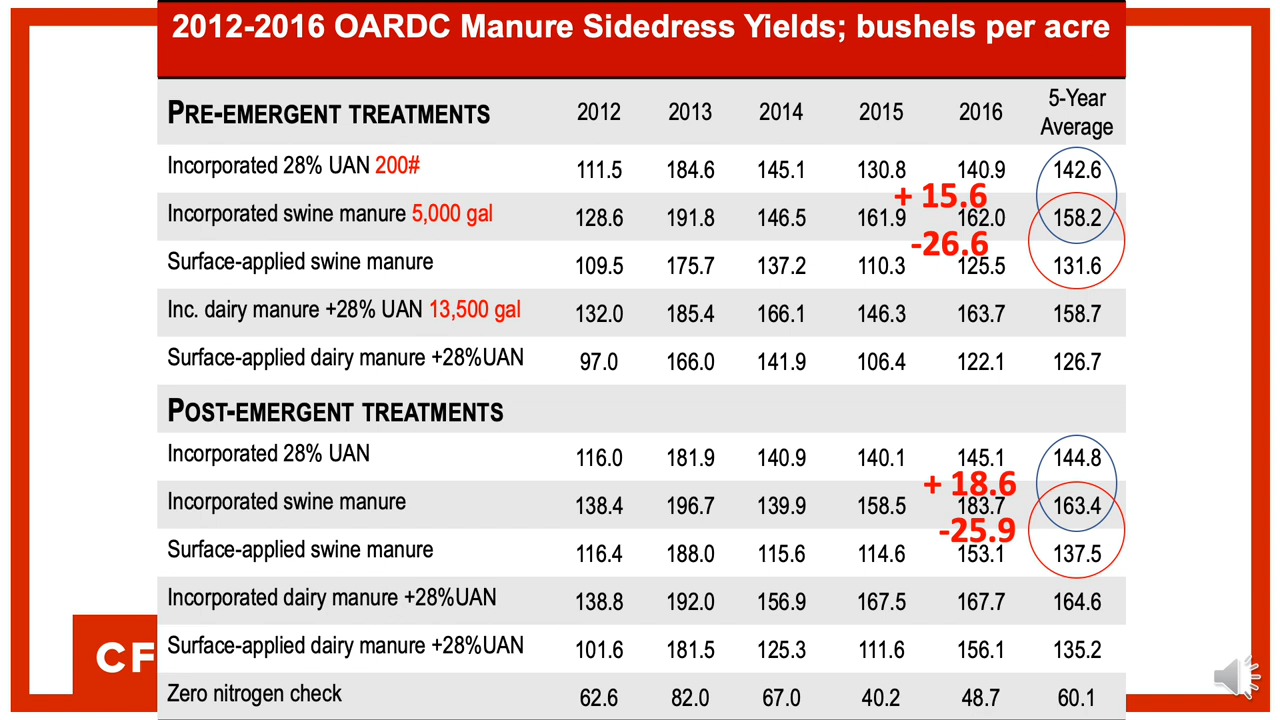 2012-2016 OARDC Manure Sidedress Yields; bushels per acre
PRE-EMERGENT TREATMENTS 2012 2013 2014 2015 2016 5-Year Average
Incorporated 28% UAN 200# 111.5 184.6 145.1 130.8 140.9 142.6
+ 15.6
Incorporated swine manure 5,000 gal 128.6 191.8 146.5 161.9 162.0 158.2
-26.6
Surface-applied swine manure 109.5 175.7 137.2 110.3 125.5 131.6
Inc. dairy manure +28% UAN 13,500 gal 132.0 185.4 166.1 146.3 163.7 158.7
Surface-applied dairy manure +28%UAN 97.0 166.0 141.9 106.4 122.1 126.7
POST-EMERGENT TREATMENTS
Incorporated 28% UAN 116.0 181.9 140.9 140.1 145.1 144.8
+ 18.6
Incorporated swine manure 138.4 196.7 139.9 158.5 183.7 163.4
-25.9
Surface-applied swine manure 116.4 188.0 115.6 114.6 153.1 137.5
Incorporated dairy manure +28%UAN 138.8 192.0 156.9 167.5 167.7 164.6
Surface-applied dairy manure +28%UAN 101.6 181.5 125.3 111.6 156.1 135.2
CF
Zero nitrogen check 62.6 82.0 67.0 40.2 48.7 60.1